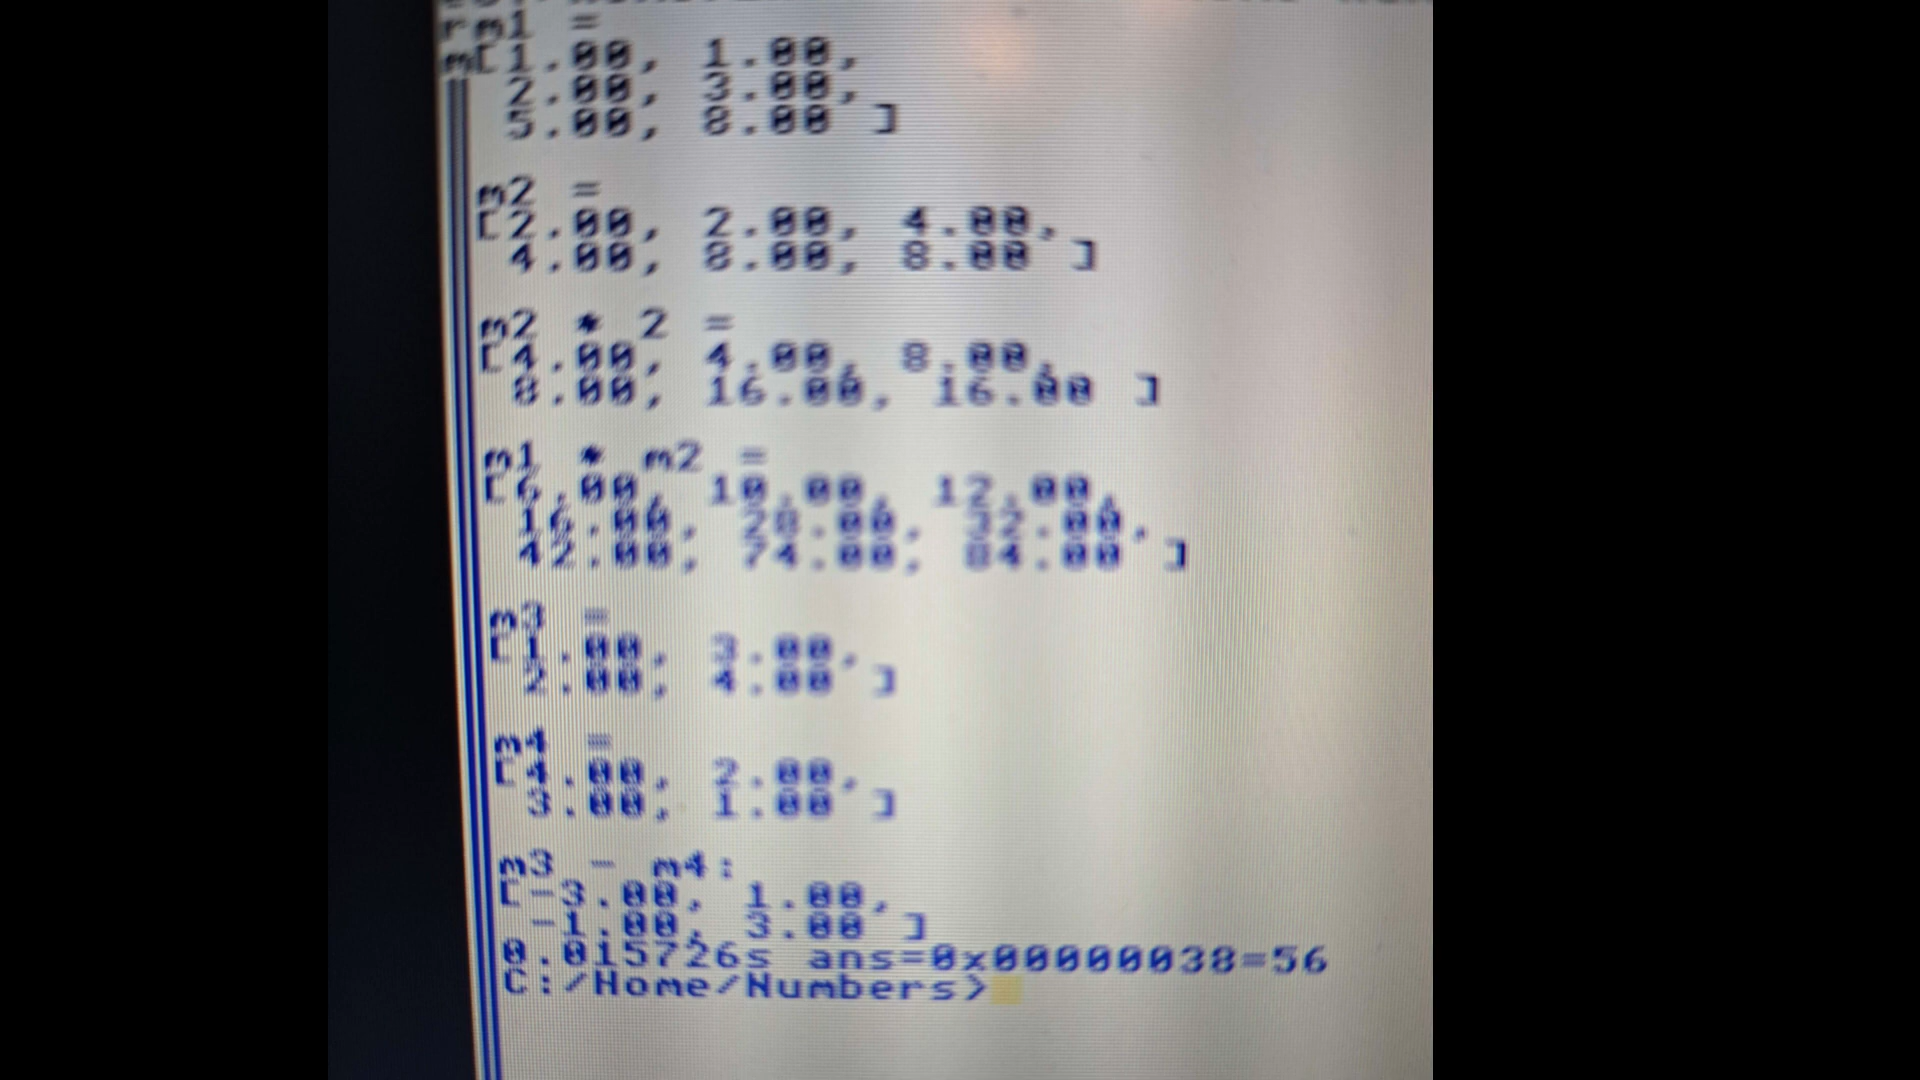 rm1 =
m[1.00, 1.00,
2.00, 3.00,
5.00, 8.00 ]
m2 =
[2.00, 2.00, 4.00,
4.00, 8.00, 8.00 ]
m2 * 2 =
[4.00, 4.00, 8.00,
8.00, 16.00, 16.00 ]
m1 * m2 =
[6.00, 10.00, 12.00,
16.00, 28.00, 32.00,
42.00, 74.00, 84.00 ]
m3 =
[1.00, 3.00,
2.00, 4.00 ]
m4 =
[4.00, 2.00,
3.00, 1.00 ]
m3 - m4:
[-3.00, 1.00,
-1.00, 3.00 ]
0.015726s ans=0x00000038=56
C:/Home/Numbers>